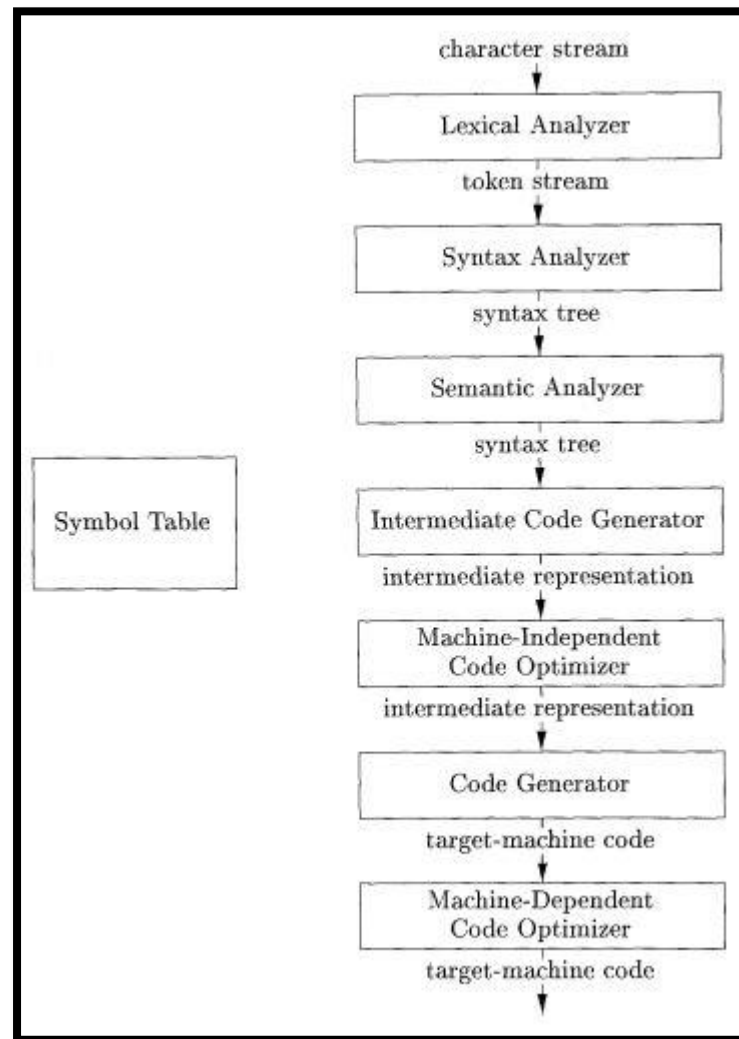 character stream
Lexical Analyzer
token stream
Syntax Analyzer
syntax tree
Semantic Analyzer
syntax tree
Symbol Table
Intermediate Code Generator
intermediate representation
Machine-Independent
Code Optimizer
intermediate representation
Code Generator
target-machine code
Machine-Dependent
Code Optimizer
target-machine code